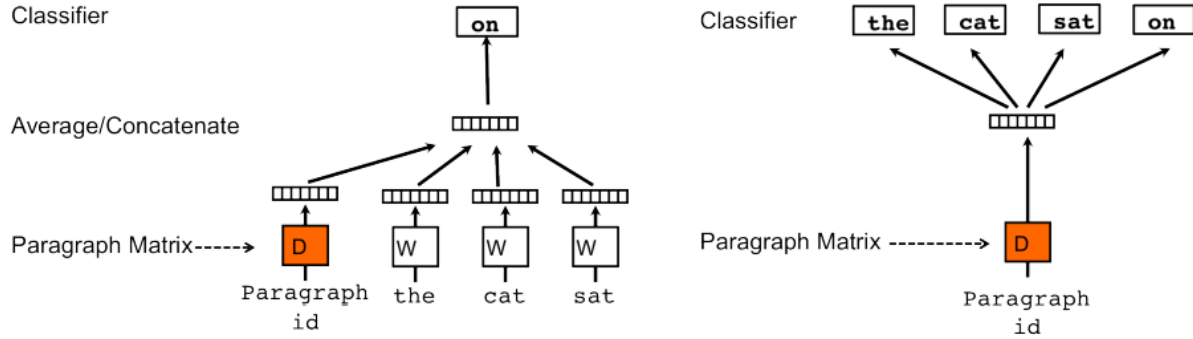 Classifier
on
Average/Concatenate
Paragraph Matrix
D
W
W
W
Paragraph
id
the
cat
sat
Classifier
the
cat
sat
on
Paragraph Matrix
D
Paragraph
id